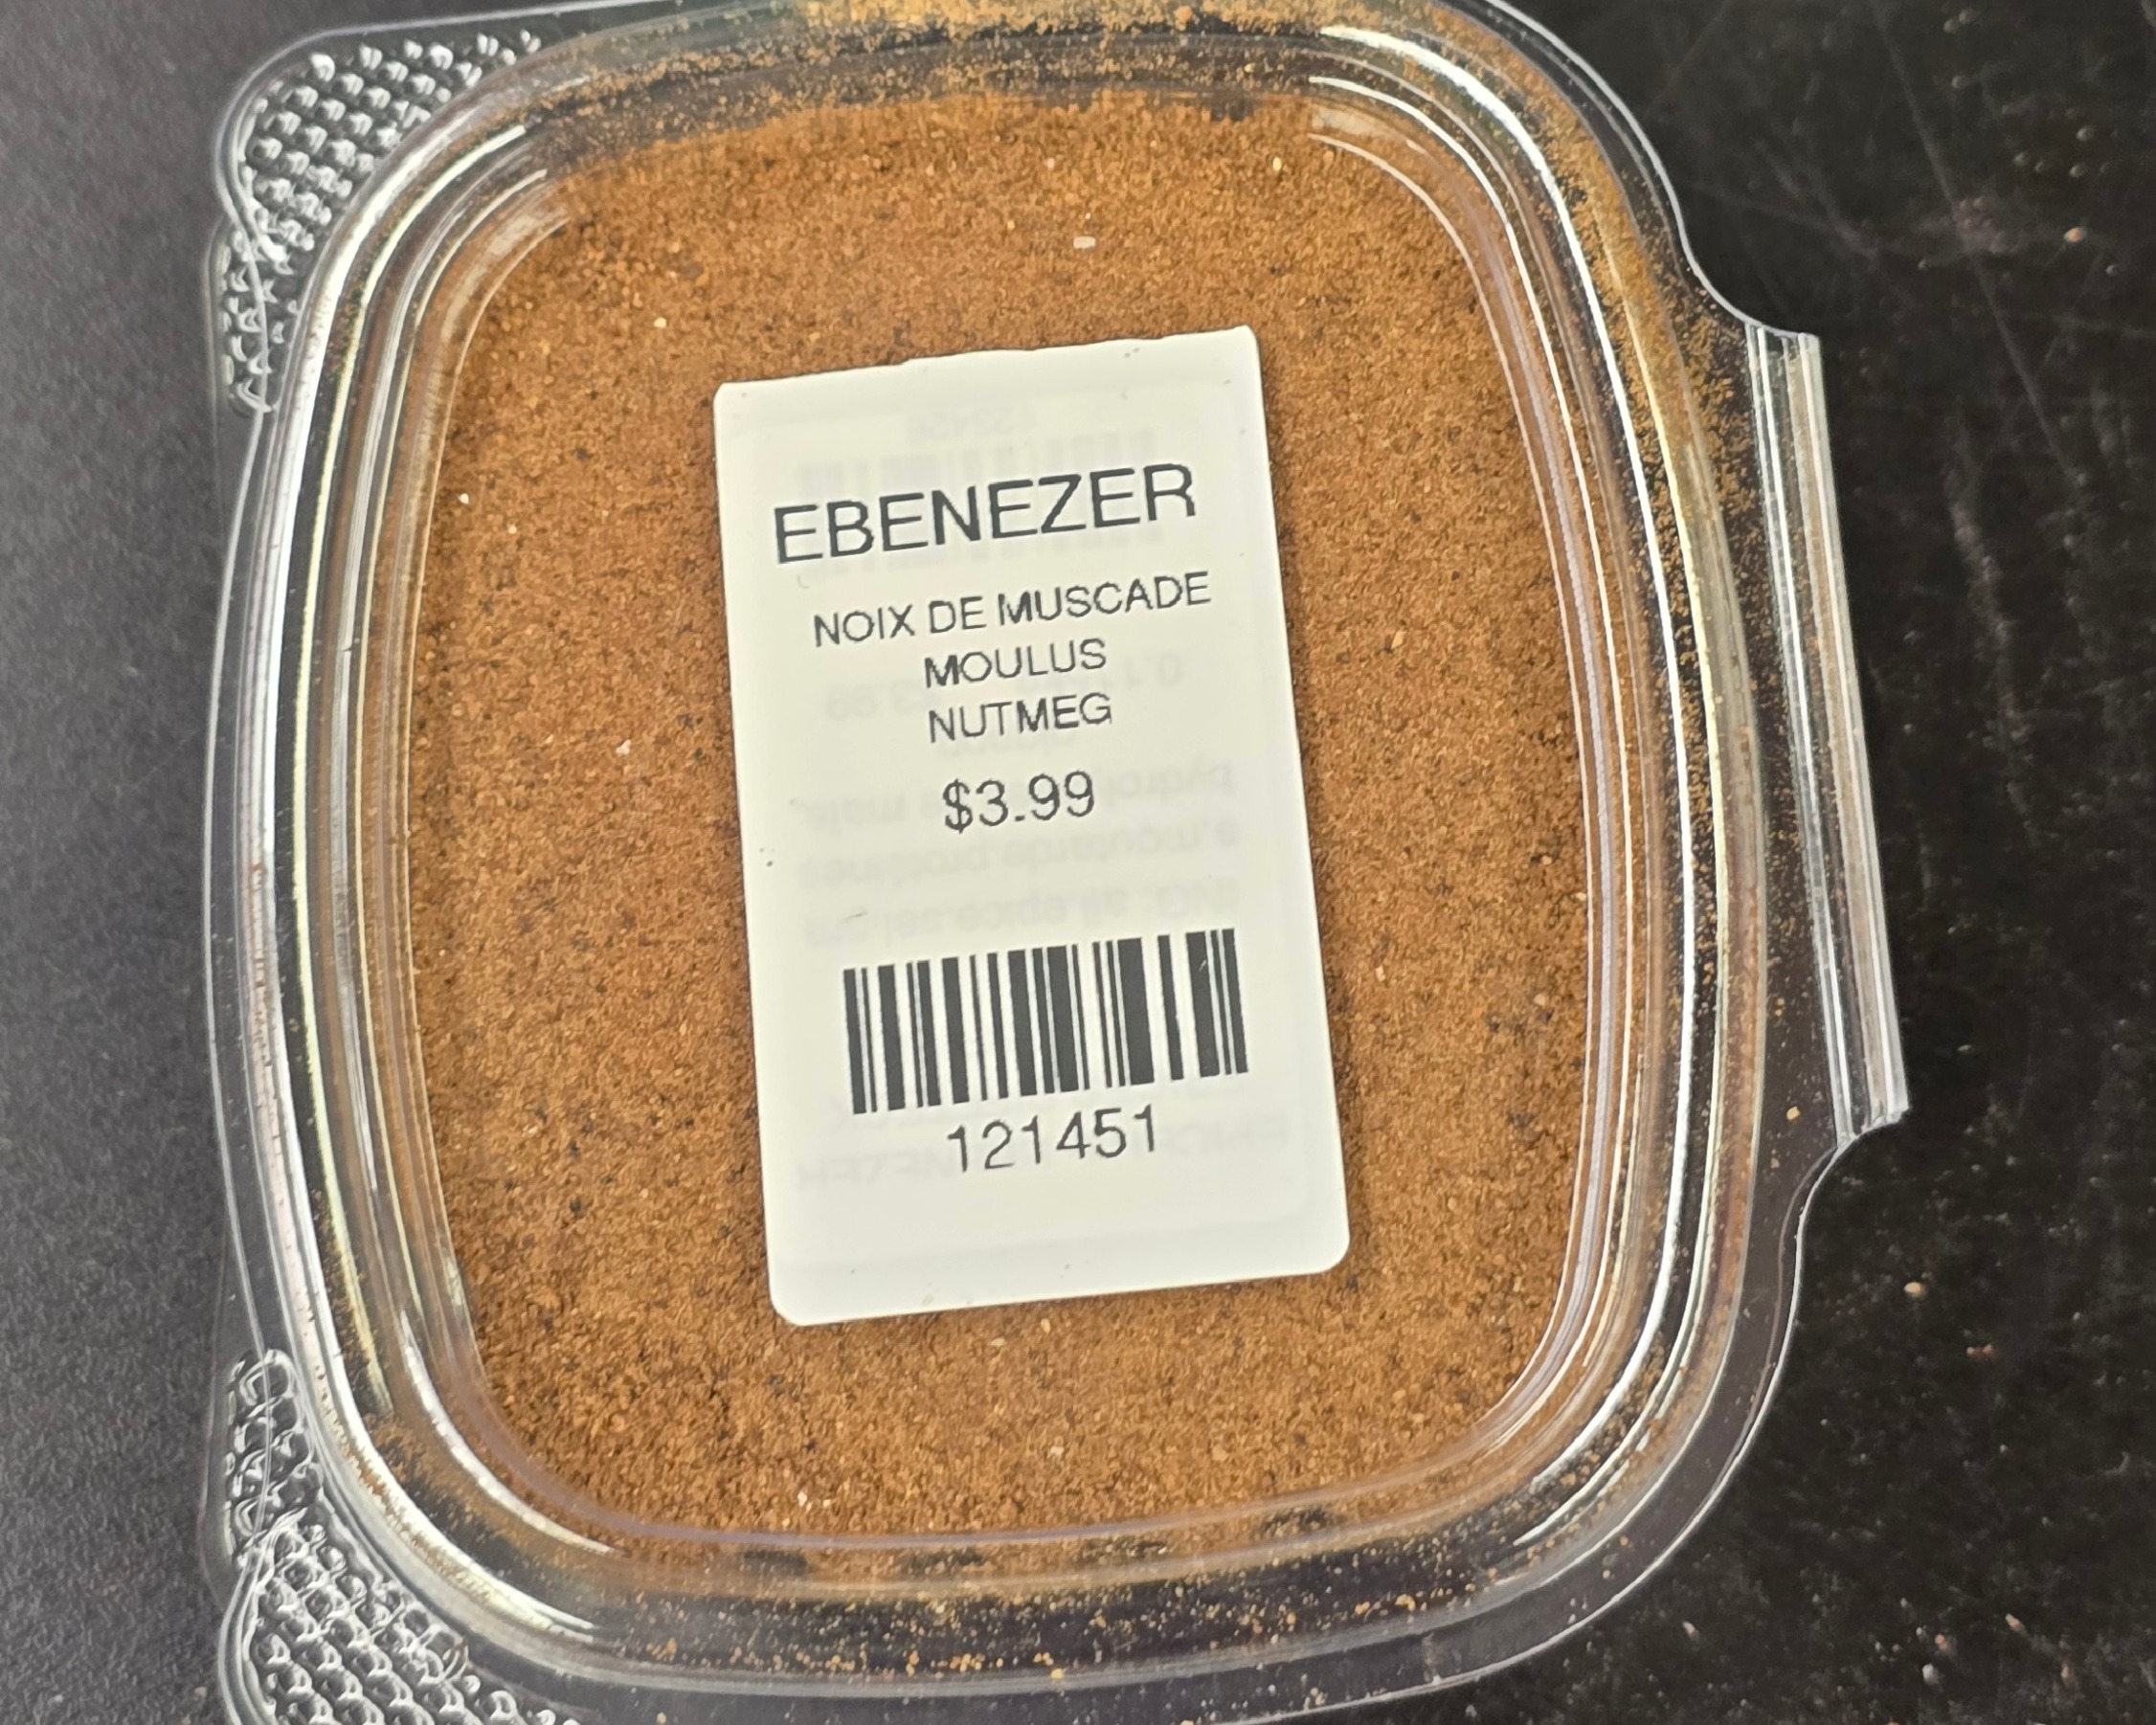 EBENEZER
NOIX DE MUSCADE
MOULUS
NUTMEG
$3.99
121451